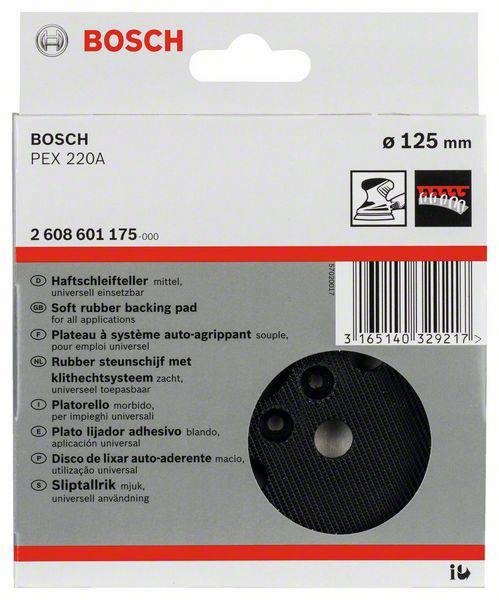 BOSCH
BOSCH
PEX 220A
ø 125 mm
2 608 601 175-000
D Haftschleifteller mittel,
universell einsetzbar
GB Soft rubber backing pad
for all applications
F Plateau à système auto-agrippant souple,
pour emploi universel
NL Rubber steunschijf met
klithechtsysteem zacht,
universeel toepasbaar
I Platorello morbido,
per impieghi universali
E Plato lijador adhesivo blando,
aplicación universal
P Disco de lixar auto-aderente macio,
utilização universal
S Sliptallrik mjuk,
universell användning
57020017
3 165140 329217 >